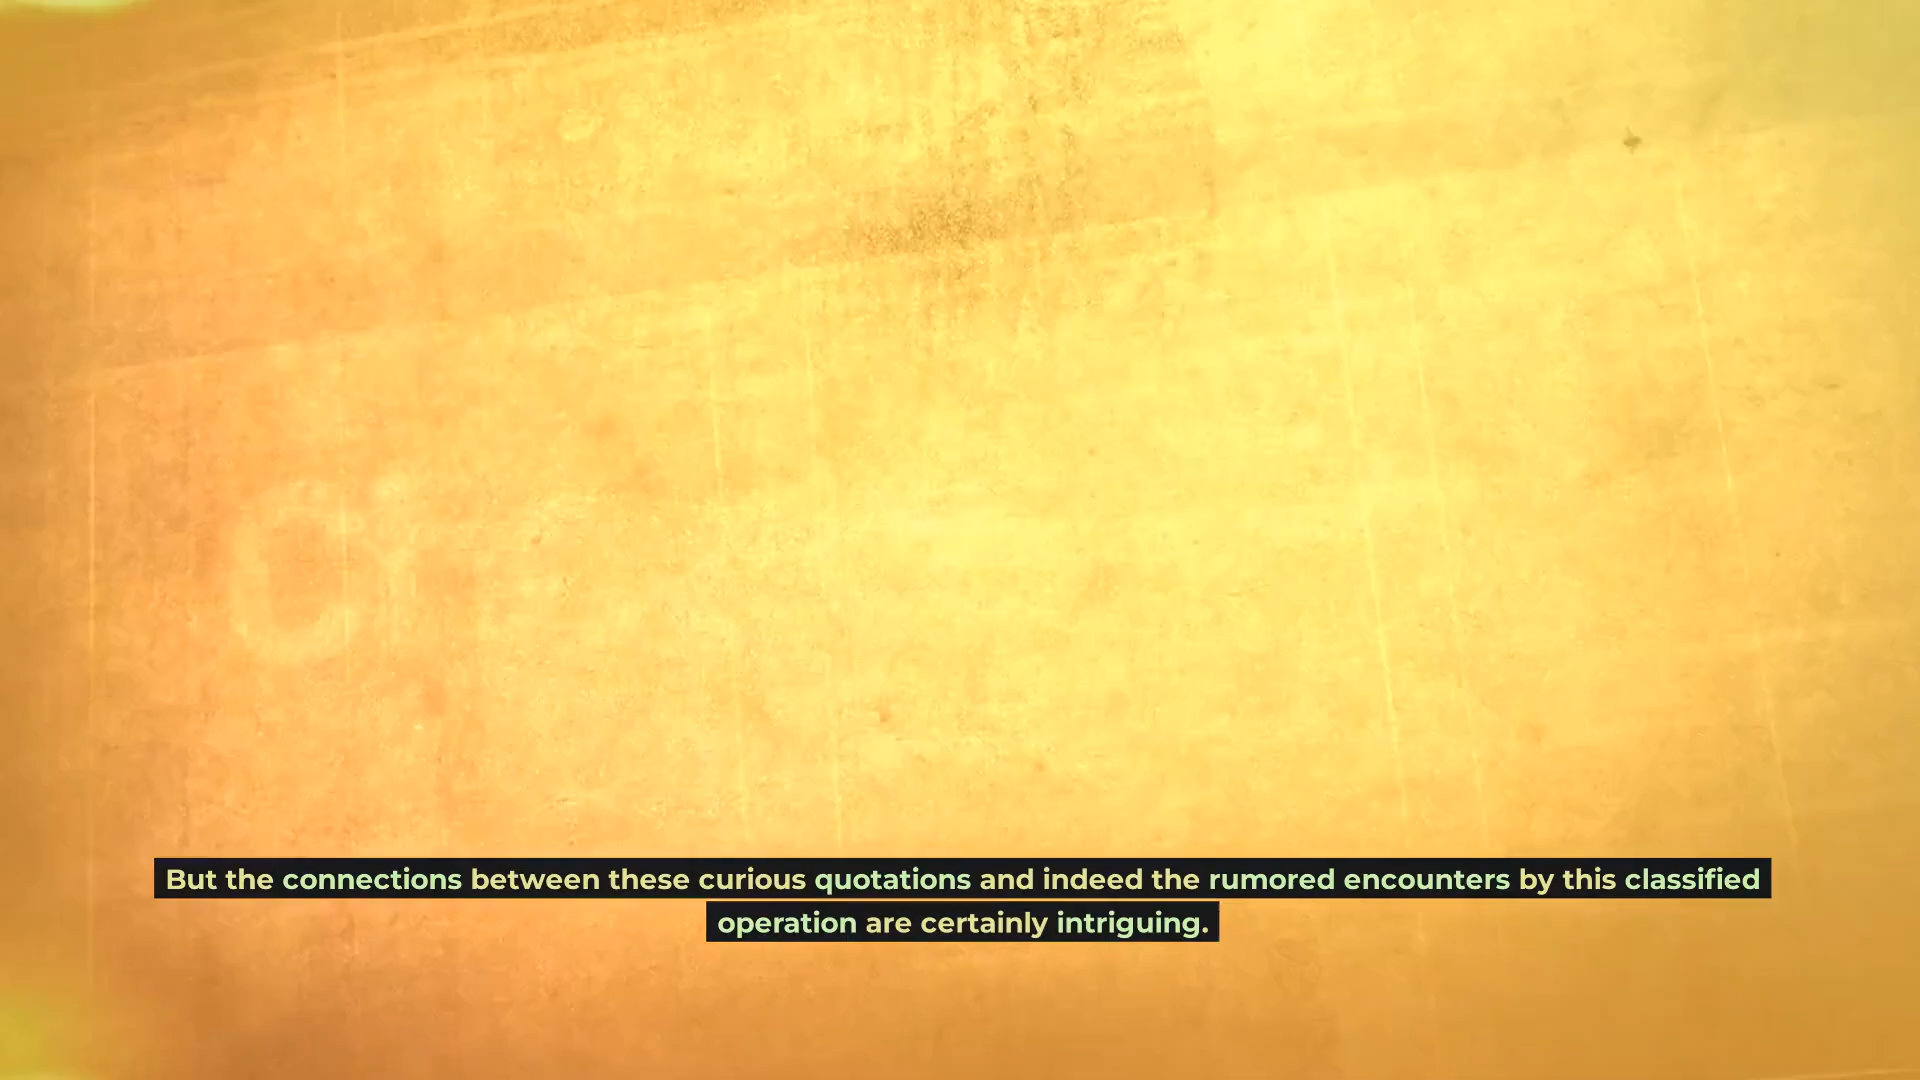 But the connections between these curious quotations and indeed the rumored encounters by this classified
operation are certainly intriguing.